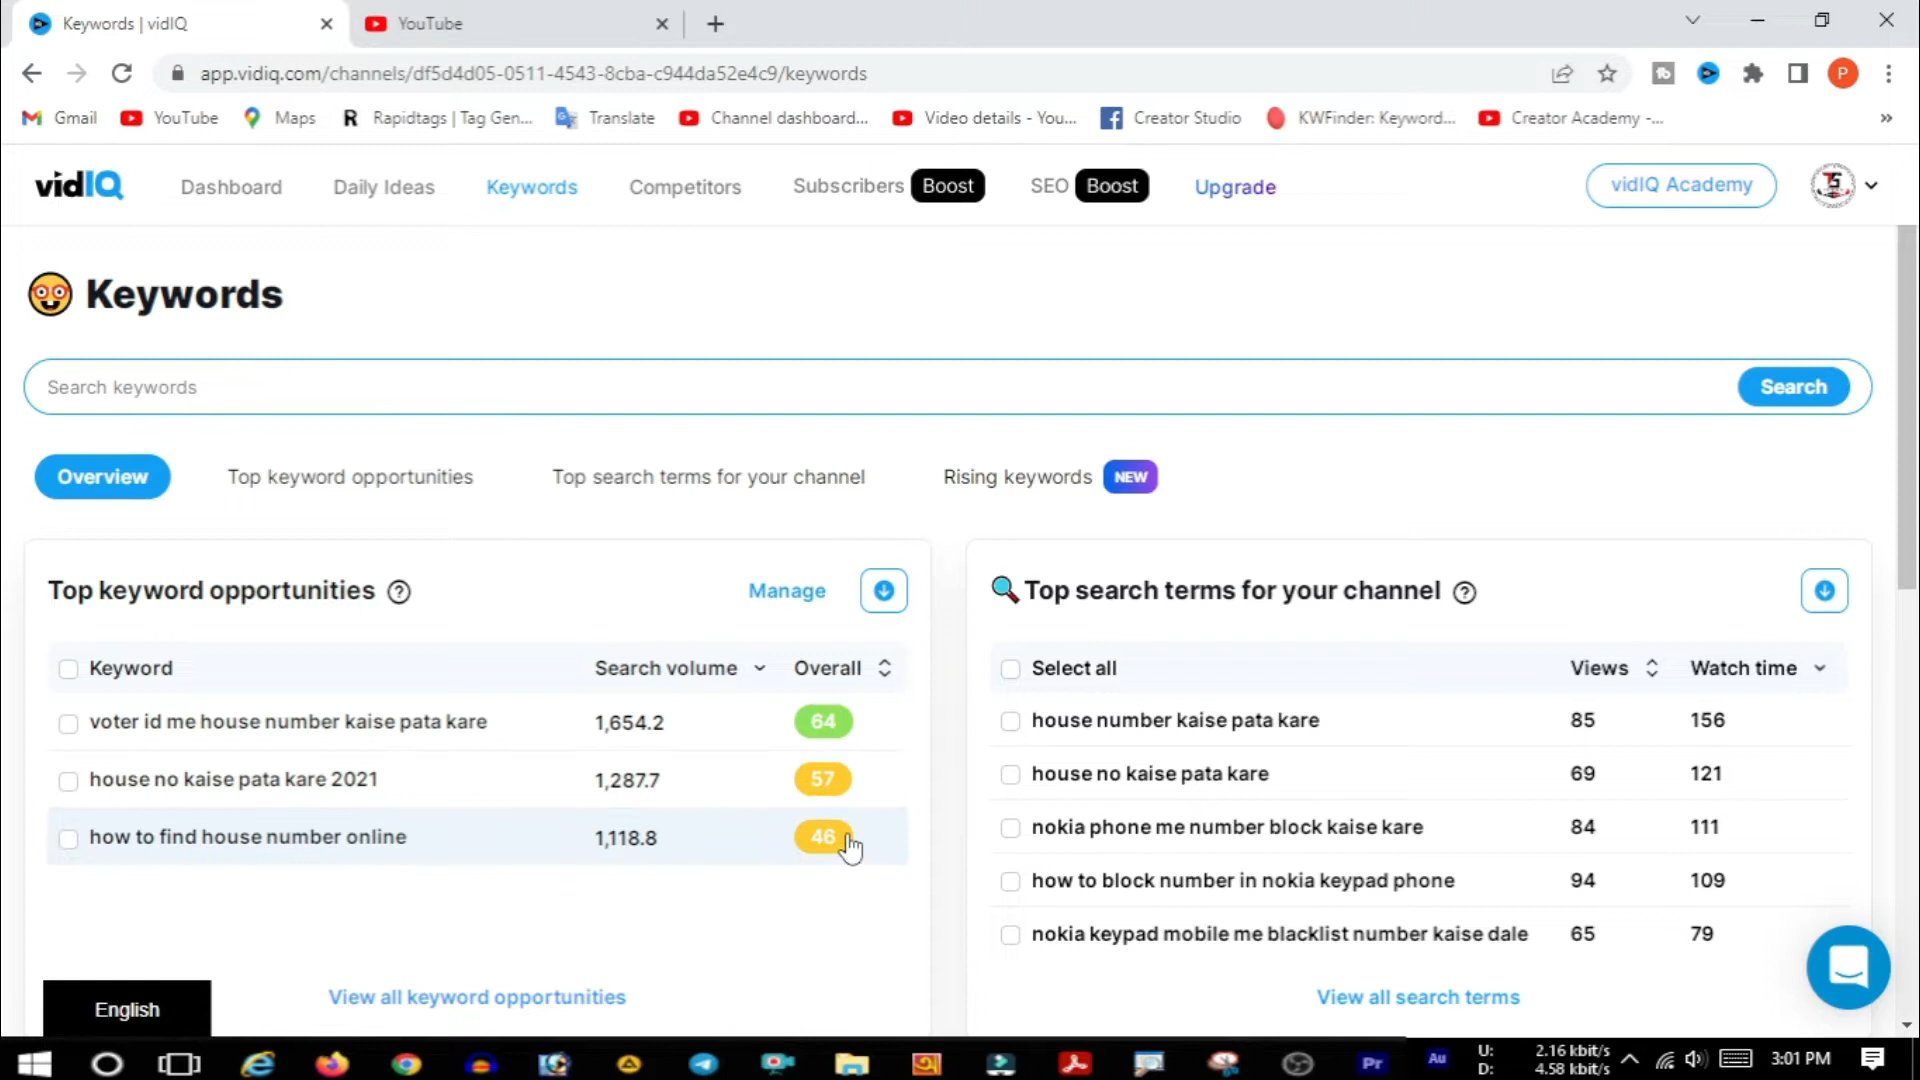 Keywords | vidIQ
YouTube
app.vidiq.com/channels/df5d4d05-0511-4543-8cba-c944da52e4c9/keywords
P
Gmail YouTube Maps Rapidtags | Tag Gen... Translate Channel dashboard... Video details - You... Creator Studio KWFinder: Keyword... Creator Academy -... »
vidIQ Dashboard Daily Ideas Keywords Competitors Subscribers Boost SEO Boost Upgrade vidIQ Academy
Keywords
Search keywords Search
Overview Top keyword opportunities Top search terms for your channel Rising keywords NEW
Top keyword opportunities ? Manage
Keyword Search volume Overall
voter id me house number kaise pata kare 1,654.2 64
house no kaise pata kare 2021 1,287.7 57
how to find house number online 1,118.8 46
View all keyword opportunities
Top search terms for your channel ?
Select all Views Watch time
house number kaise pata kare 85 156
house no kaise pata kare 69 121
nokia phone me number block kaise kare 84 111
how to block number in nokia keypad phone 94 109
nokia keypad mobile me blacklist number kaise dale 65 79
View all search terms
English
Pr Au
U: 2.16 kbit/s
D: 4.58 kbit/s
3:01 PM